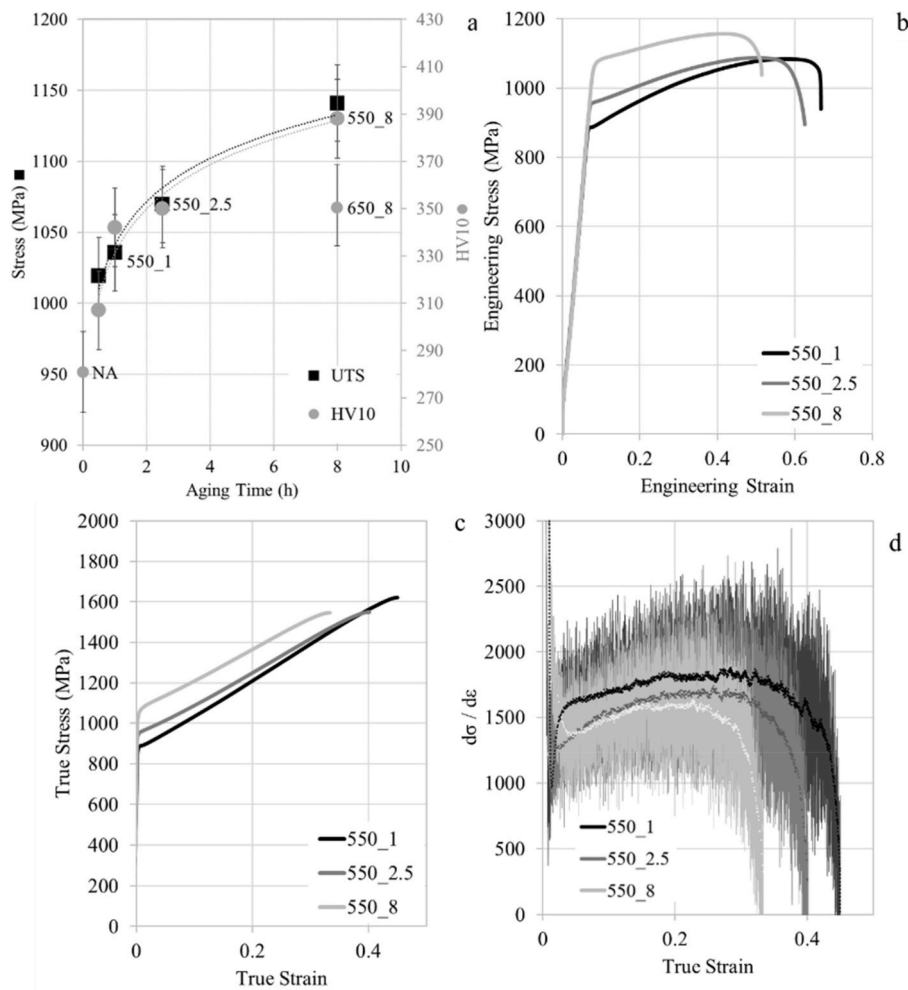 a
1200
1150
1100
1050
1000
950
900
Stress (MPa)
430
410
390
370
350
330
310
290
270
250
HV10
550_8
550_2.5
650_8
550_1
NA
UTS
HV10
0 2 4 6 8 10
Aging Time (h)
b
1200
1000
800
600
400
200
0
Engineering Stress (MPa)
550_1
550_2.5
550_8
0 0.2 0.4 0.6 0.8
Engineering Strain
c
2000
1800
1600
1400
1200
1000
800
600
400
200
0
True Stress (MPa)
550_1
550_2.5
550_8
0 0.2 0.4
True Strain
d
3000
2500
2000
1500
1000
500
0
dσ / dε
550_1
550_2.5
550_8
0 0.2 0.4
True Strain